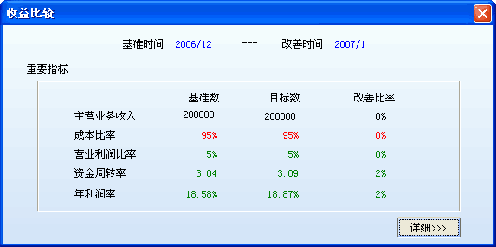 收益比较
基准时间 2006/12 --- 改善时间 2007/1
重要指标
基准数 目标数 改善比率
主营业务收入 200000 200000 0%
成本比率 95% 95% 0%
营业利润比率 5% 5% 0%
资金周转率 3.04 3.09 2%
年利润率 18.58% 18.87% 2%
详细>>>